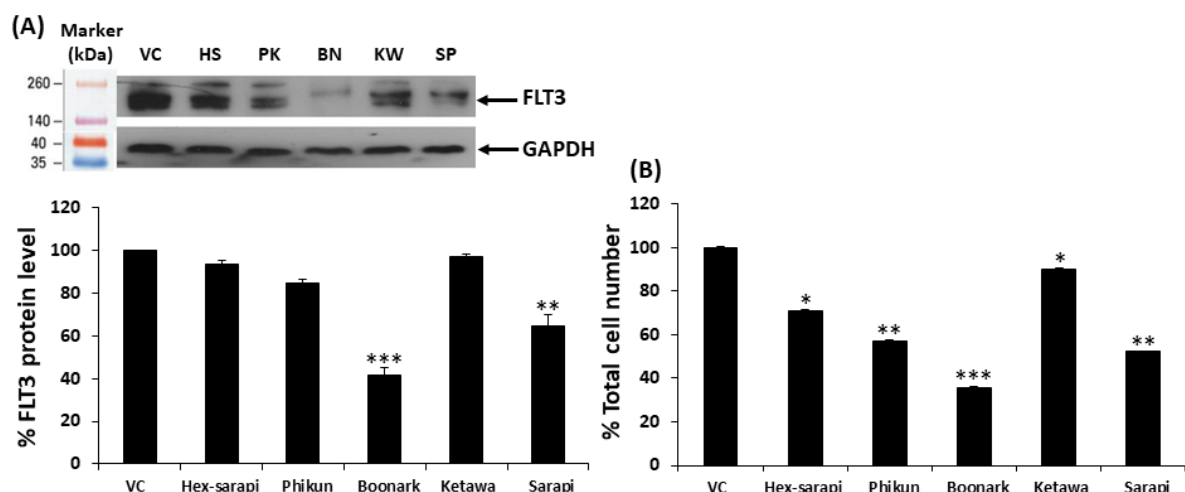 (A)
Marker
(kDa) VC HS PK BN KW SP
260
FLT3
140
40
GAPDH
35
120
100
80
60
40
20
0
% FLT3 protein level
***
**
VC Hex-sarapi Phikun Boonark Ketawa Sarapi
(B)
120
100
80
60
40
20
0
% Total cell number
*
**
***
*
**
VC Hex-sarapi Phikun Boonark Ketawa Sarapi